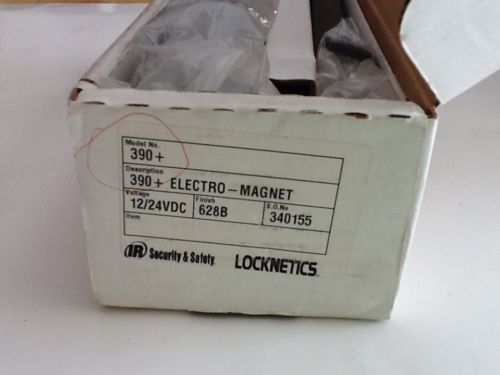 Model No.
390+
Description
390+ ELECTRO-MAGNET
Voltage Finish S.O.No
12/24VDC 628B 340155
Item
IR Security & Safety LOCKNETICS